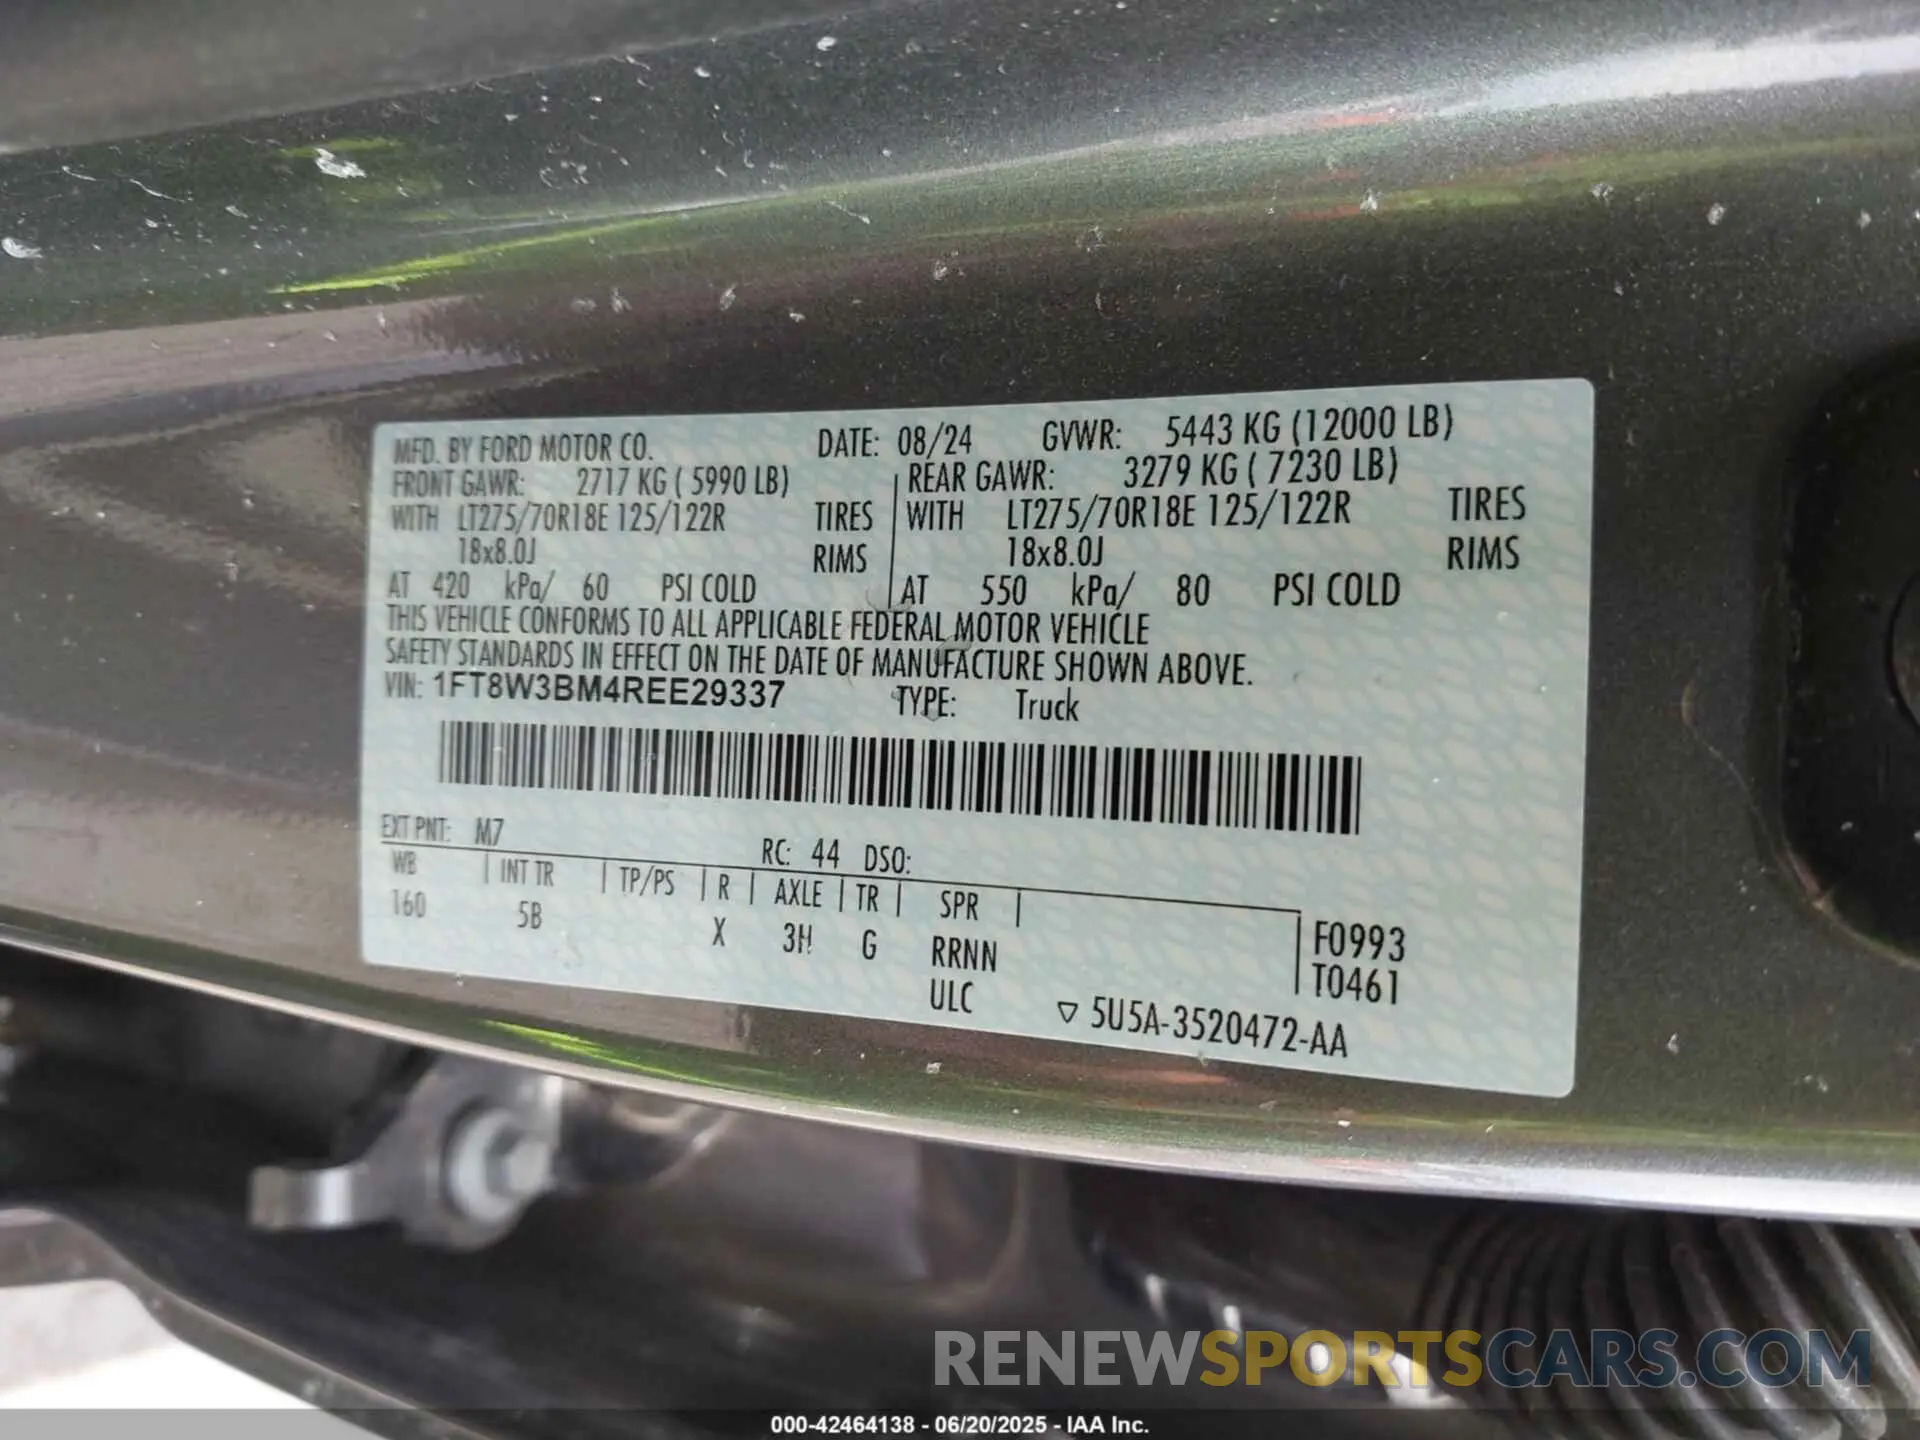 MFD. BY FORD MOTOR CO. DATE: 08/24 GVWR: 5443 KG (12000 LB)
FRONT GAWR: 2717 KG ( 5990 LB) REAR GAWR: 3279 KG ( 7230 LB)
WITH LT275/70R18E 125/122R TIRES WITH LT275/70R18E 125/122R TIRES
18x8.0J RIMS 18x8.0J RIMS
AT 420 kPa/ 60 PSI COLD AT 550 kPa/ 80 PSI COLD
THIS VEHICLE CONFORMS TO ALL APPLICABLE FEDERAL MOTOR VEHICLE
SAFETY STANDARDS IN EFFECT ON THE DATE OF MANUFACTURE SHOWN ABOVE.
VIN: 1FT8W3BM4REE29337 TYPE: Truck
EXT PNT: M7 RC: 44 DSO:
WB INT TR TP/PS R AXLE TR SPR
160 5B X 3H G RRNN F0993
ULC T0461
▽ 5U5A-3520472-AA
RENEWSPORTSCARS.COM
000-42464138 - 06/20/2025 - IAA Inc.